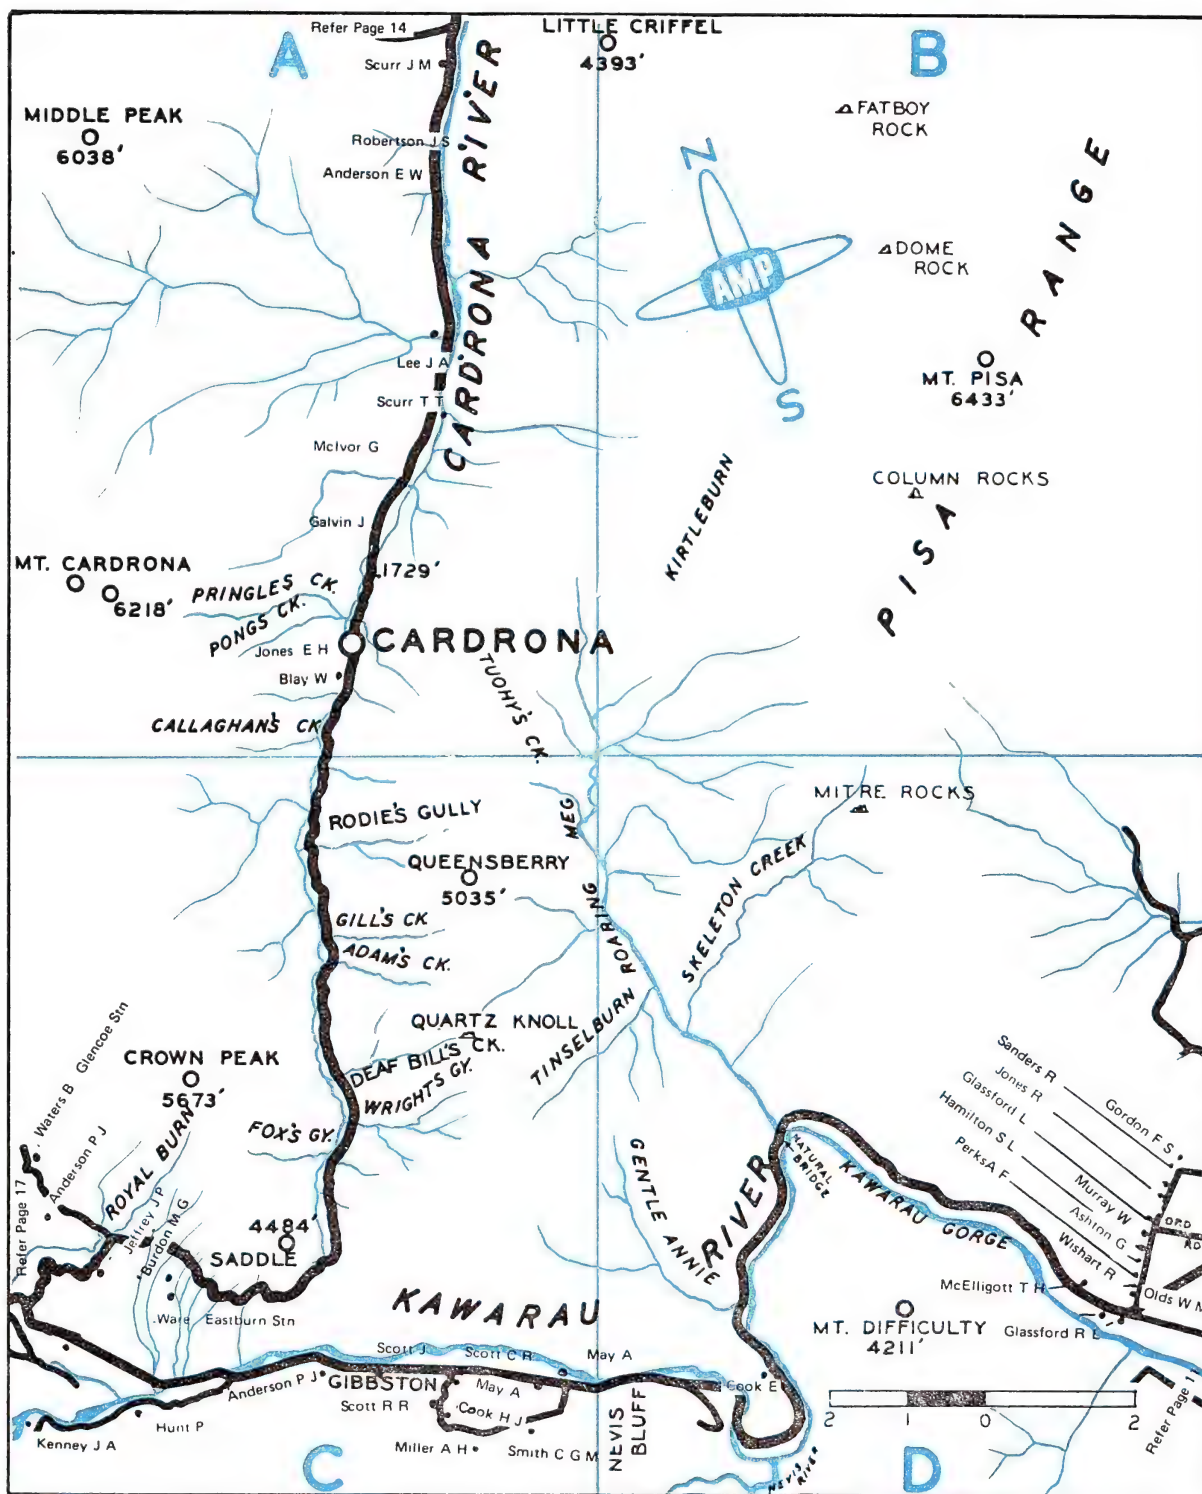 Refer Page 14
A
Scurr J M
LITTLE CRIFFEL
4393'
B
MIDDLE PEAK
6038'
FATBOY
ROCK
Robertson J S
Anderson E W
CARDRONA RIVER
N
AMP
S
DOME
ROCK
PISA RANGE
Lee J A
Scurr T T
MT. PISA
6433'
McIvor G
COLUMN ROCKS
KIRTLEBURN
Galvin J
MT. CARDRONA
6218'
1729'
PRINGLES CK.
PONGS CK.
Jones E H
CARDRONA
Blay W
TUOHY'S CK.
CALLAGHAN'S CK
MITRE ROCKS
RODIE'S GULLY
ROARING MEG
QUEENSBERRY
5035'
SKELETON CREEK
GILL'S CK
ADAM'S CK.
QUARTZ KNOLL
DEAF BILL'S CK.
TINSELBURN
WRIGHTS GY.
Waters B Glencoe Stn
CROWN PEAK
5673'
Anderson P J
FOX'S GY.
ROYAL BURN
Jeffrey J P
Burdon M G
Refer Page 17
4484'
SADDLE
GENTLE ANNIE
NATURAL
BRIDGE
KAWARAU GORGE
Sanders R
Jones R
Glassford L
Hamilton S L
Perks A F
Gordon F S
Murray W
Ashton G
Wishart R
O.P.D
RD
McElligott T H
Olds W M
Glassford R L
KAWARAU RIVER
Ware
Eastburn Stn
MT. DIFFICULTY
4211'
Scott J
Scott C R
May A
Anderson P J
GIBBSTON
May A
Cook E
Scott R R
Cook H J
Hunt P
Kenney J A
Miller A H
Smith C G M
NEVIS
BLUFF
NEVIS
RIVER
2 1 0 2
Refer Page 1
C
D